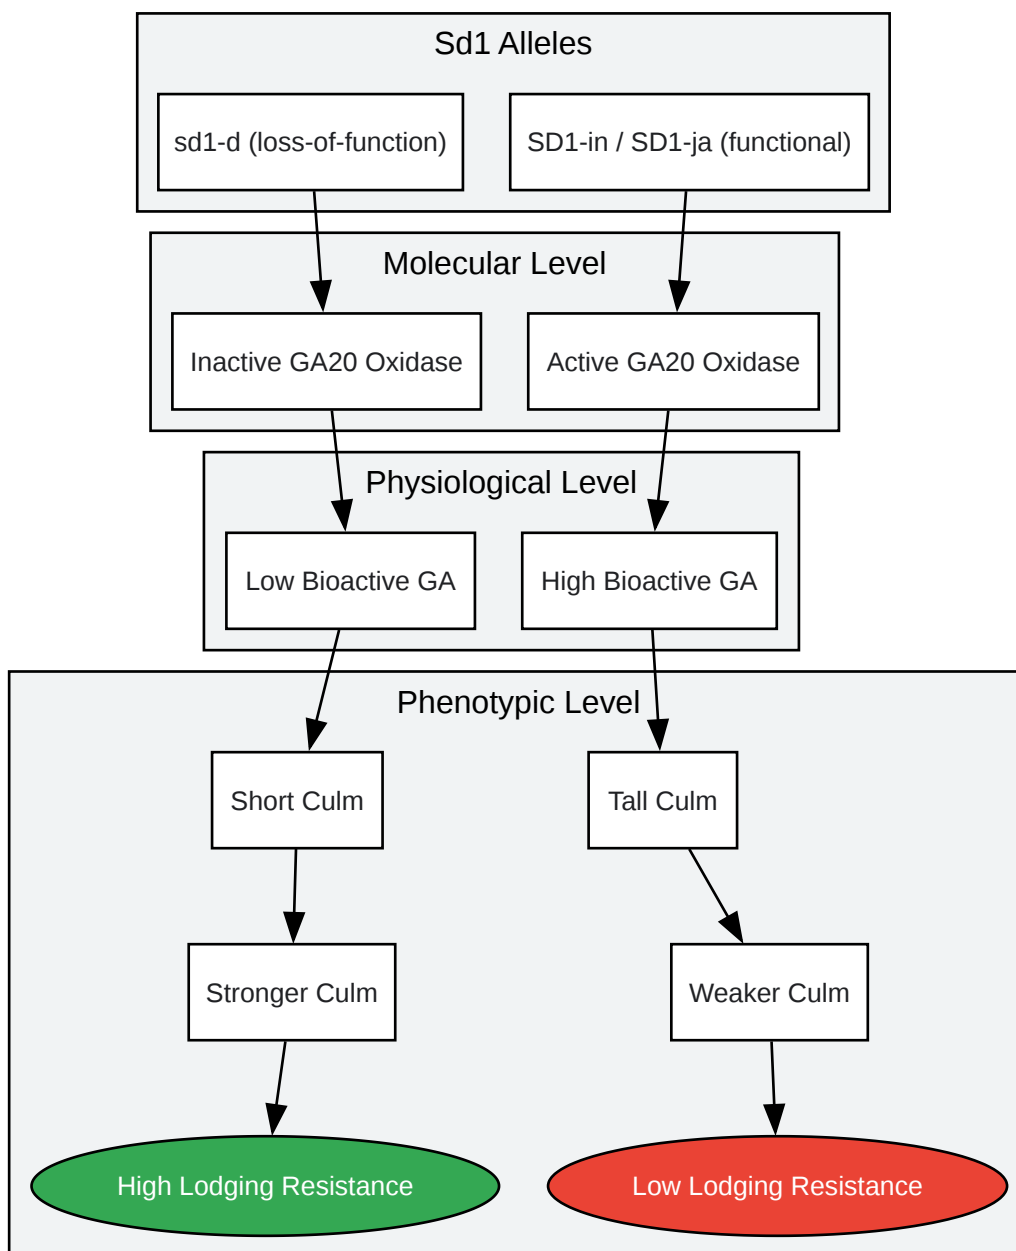 Sd1 Alleles
sd1-d (loss-of-function)
SD1-in / SD1-ja (functional)
Molecular Level
Inactive GA20 Oxidase
Active GA20 Oxidase
Physiological Level
Low Bioactive GA
High Bioactive GA
Phenotypic Level
Short Culm
Tall Culm
Stronger Culm
Weaker Culm
High Lodging Resistance
Low Lodging Resistance